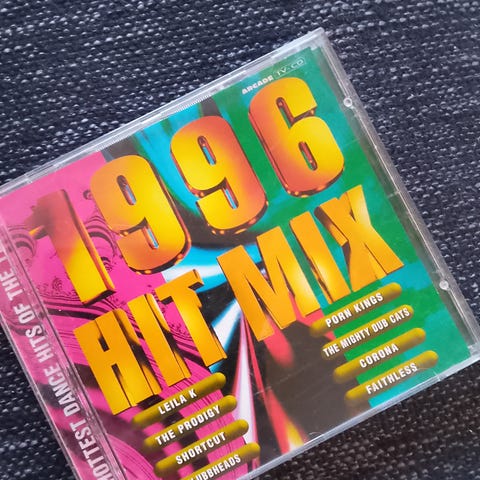 ARCADE TV-CD
1996
HIT MIX
HOTTEST DANCE HITS OF THE
LEILA K
THE PRODIGY
SHORTCUT
PORN KINGS
THE MIGHTY DUB CATS
CORONA
FAITHLESS